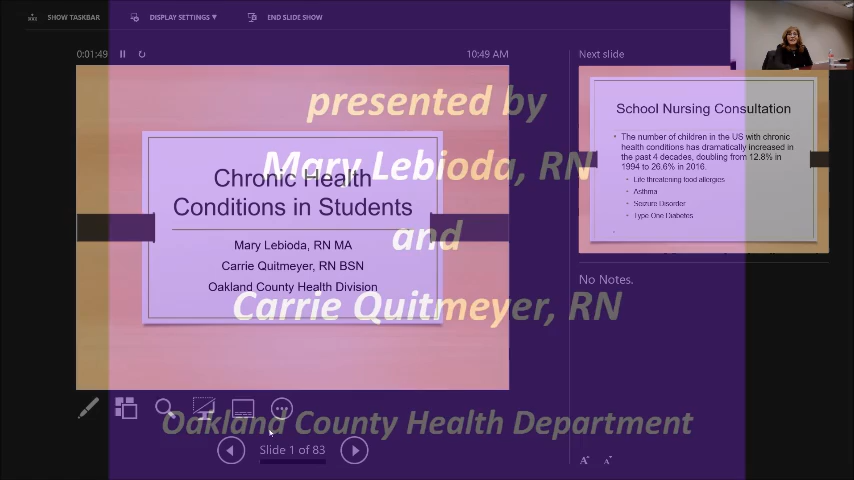 SHOW TASKBAR
DISPLAY SETTINGS ▼
END SLIDE SHOW
0:01:49
10:49 AM
Next slide
presented by
Mary Lebioda, RN
and
Carrie Quitmeyer, RN
Oakland County Health Department
Chronic Health
Conditions in Students
Mary Lebioda, RN MA
Carrie Quitmeyer, RN BSN
Oakland County Health Division
School Nursing Consultation
• The number of children in the US with chronic
health conditions has dramatically increased in
the past 4 decades, doubling from 12.8% in
1994 to 26.6% in 2016.
• Life threatening food allergies
• Asthma
• Seizure Disorder
• Type One Diabetes
No Notes.
Slide 1 of 83
A A